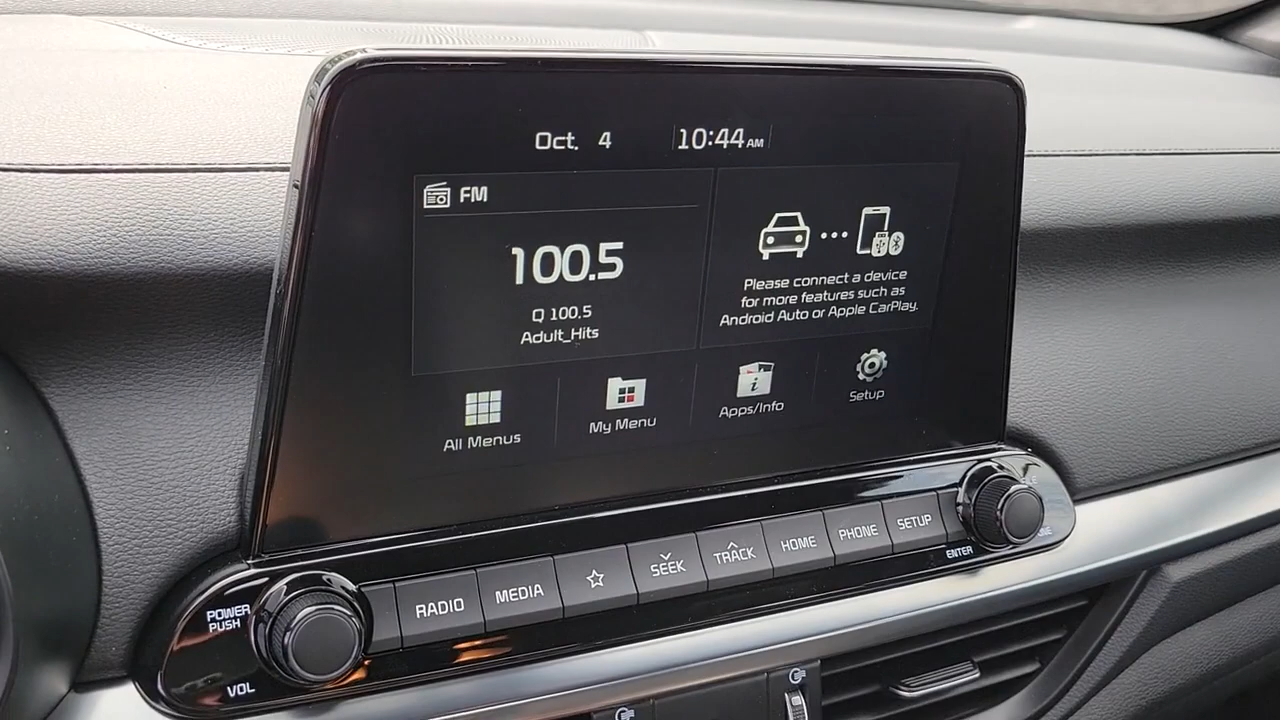 Oct. 4 10:44 AM
FM
100.5
Q 100.5
Adult_Hits
Please connect a device
for more features such as
Android Auto or Apple CarPlay.
All Menus
My Menu
Apps/Info
Setup
POWER
PUSH
VOL
RADIO
MEDIA
SEEK
TRACK
HOME
PHONE
SETUP
ENTER